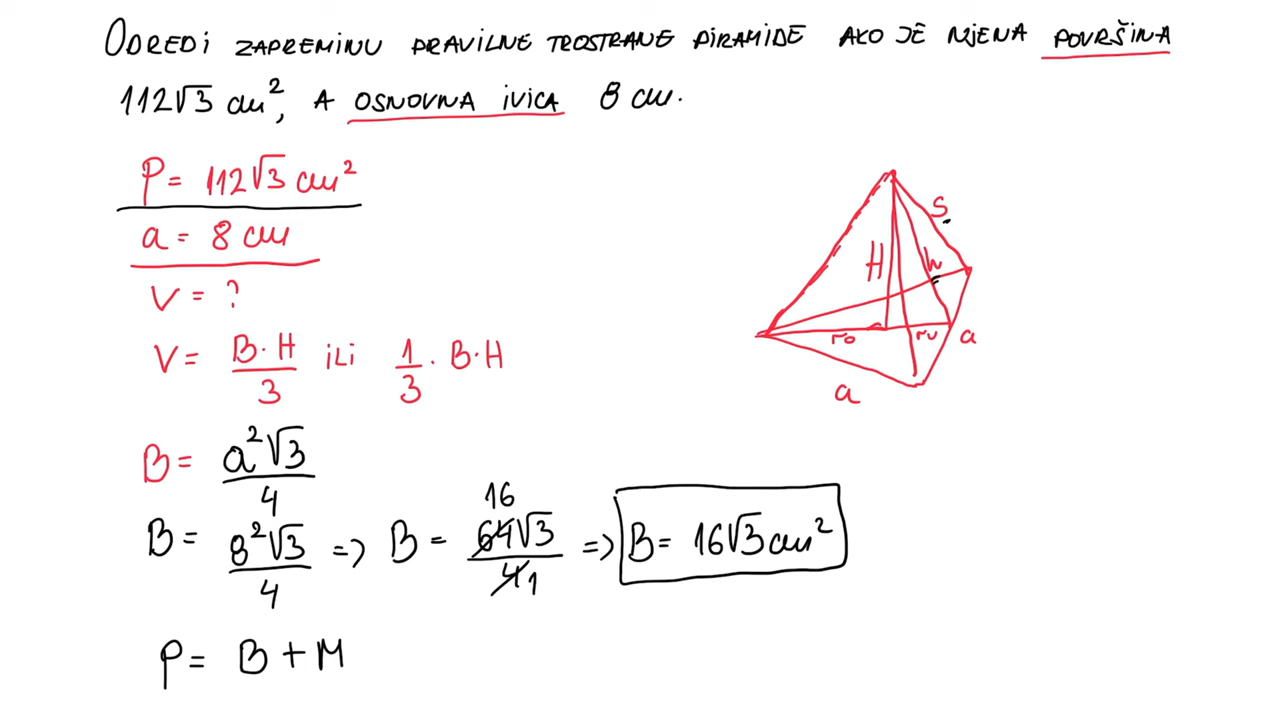 ODREDI ZAPREMINU PRAVILNE TROSTRANE PIRAMIDE AKO JE NJENA POVRŠINA
112√3 cm², A OSNOVNA IVICA 8 cm.
P = 112√3 cm²
a = 8 cm
V = ?
V = B·H/3 ILI 1/3 · B·H
B = a²√3/4
B = 8²√3/4 => B = 64√3/4 16 1 => B = 16√3 cm²
P = B + M
S
H
h
ro
ru
a
a